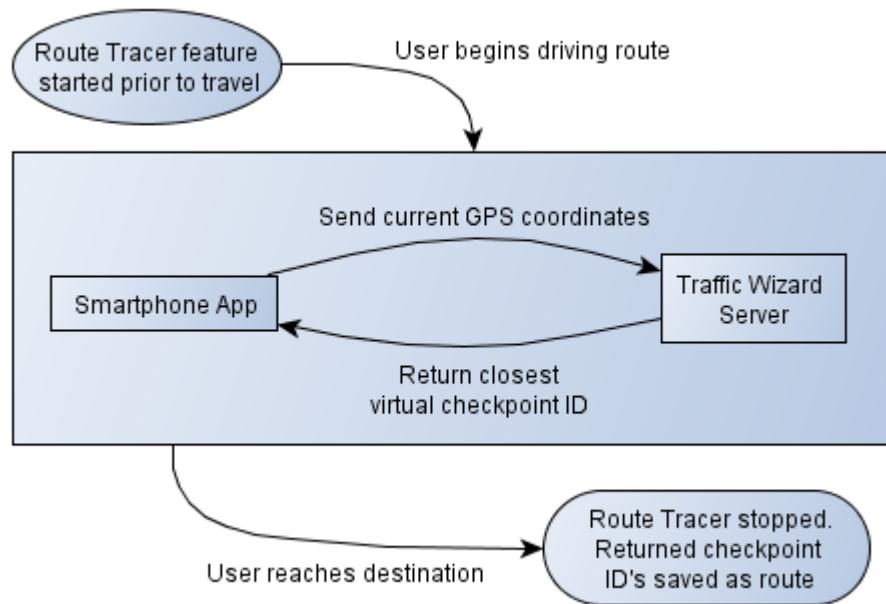 Route Tracer feature
started prior to travel
User begins driving route
Send current GPS coordinates
Smartphone App
Traffic Wizard
Server
Return closest
virtual checkpoint ID
User reaches destination
Route Tracer stopped.
Returned checkpoint
ID's saved as route